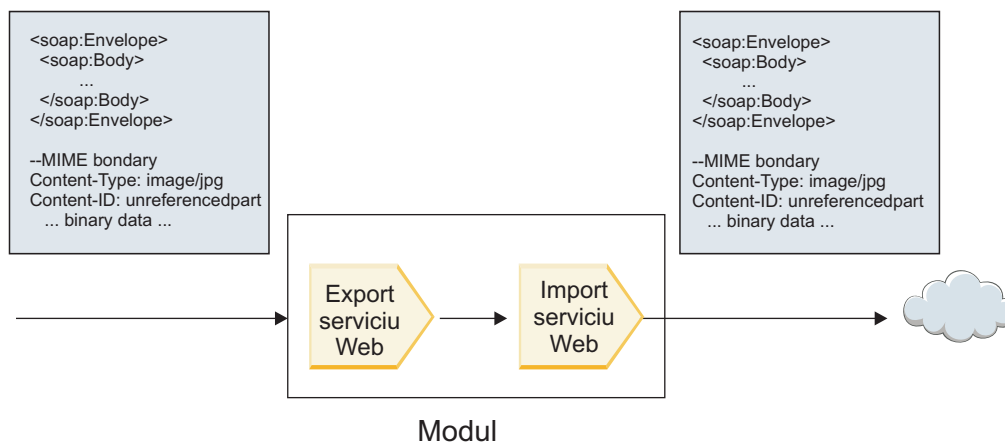 <soap:Envelope>
<soap:Body>
...
</soap:Body>
</soap:Envelope>
--MIME bondary
Content-Type: image/jpg
Content-ID: unreferencedpart
... binary data ...
<soap:Envelope>
<soap:Body>
...
</soap:Body>
</soap:Envelope>
--MIME bondary
Content-Type: image/jpg
Content-ID: unreferencedpart
... binary data ...
Export
serviciu
Web
Import
serviciu
Web
Modul